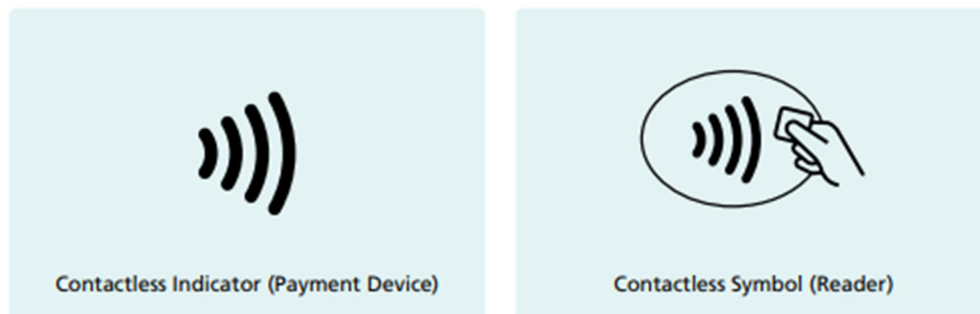 Contactless Indicator (Payment Device)
Contactless Symbol (Reader)